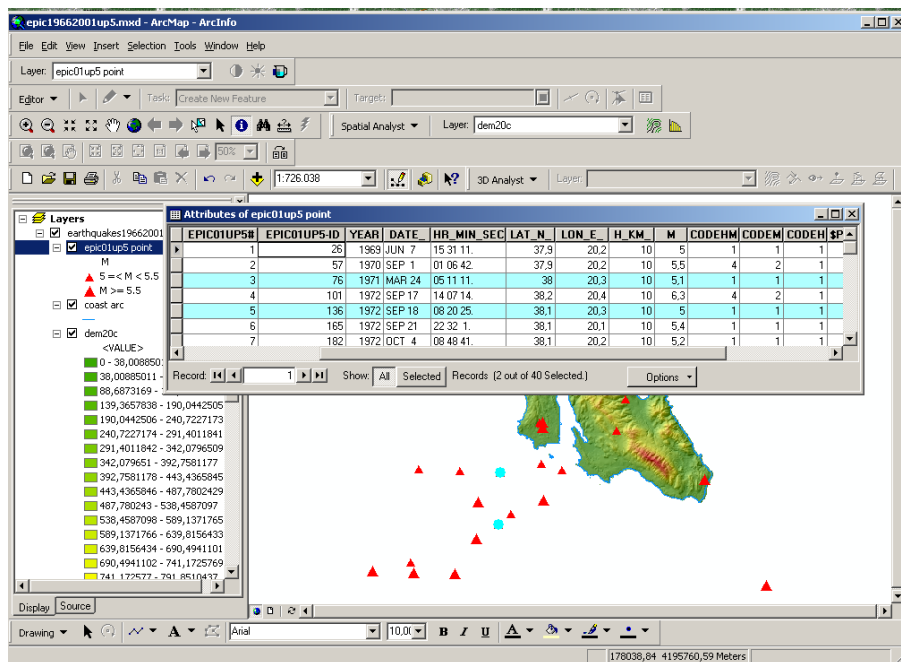 epic19662001up5.mxd - ArcMap - ArcInfo
File Edit View Insert Selection Tools Window Help
Layer: epic01up5 point
Editor Task: Create New Feature Target:
Spatial Analyst Layer: dem20c
50%
1:726.038 3D Analyst Layer:
Layers
earthquakes19662001
epic01up5 point
M
5 =< M < 5.5
M >= 5.5
coast arc
dem20c
<VALUE>
0 - 38,0088501
38,00885011 -
88,6873169 -
139,3657838 - 190,0442505
190,0442506 - 240,7227173
240,7227174 - 291,4011841
291,4011842 - 342,0796509
342,079651 - 392,7581177
392,7581178 - 443,4365845
443,4365846 - 487,7802429
487,780243 - 538,4587097
538,4587098 - 589,1371765
589,1371766 - 639,8156433
639,8156434 - 690,4941101
690,4941102 - 741,1725769
741,172577 - 791,8510437
Display Source
Attributes of epic01up5 point
EPIC01UP5# EPIC01UP5-ID YEAR DATE_ HR_MIN_SEC LAT_N_ LON_E_ H_KM_ M CODEHM CODEM CODEH $P
1 26 1969 JUN 7 15 31 11. 37,9 20,2 10 5 1 1 1
2 57 1970 SEP 1 01 06 42. 37,9 20,2 10 5,5 4 2 1
3 76 1971 MAR 24 05 11 11. 38 20,3 10 5,1 1 1 1
4 101 1972 SEP 17 14 07 14. 38,2 20,4 10 6,3 4 2 1
5 136 1972 SEP 18 08 20 25. 38,1 20,3 10 5 1 1 1
6 165 1972 SEP 21 22 32 1. 38,1 20,1 10 5,4 1 1 1
7 182 1972 OCT 4 08 48 41. 38,1 20,2 10 5,2 1 1 1
Record: 1 Show: All Selected Records (2 out of 40 Selected.) Options
Drawing A Arial 10,0 B I U A
178038,84 4195760,59 Meters